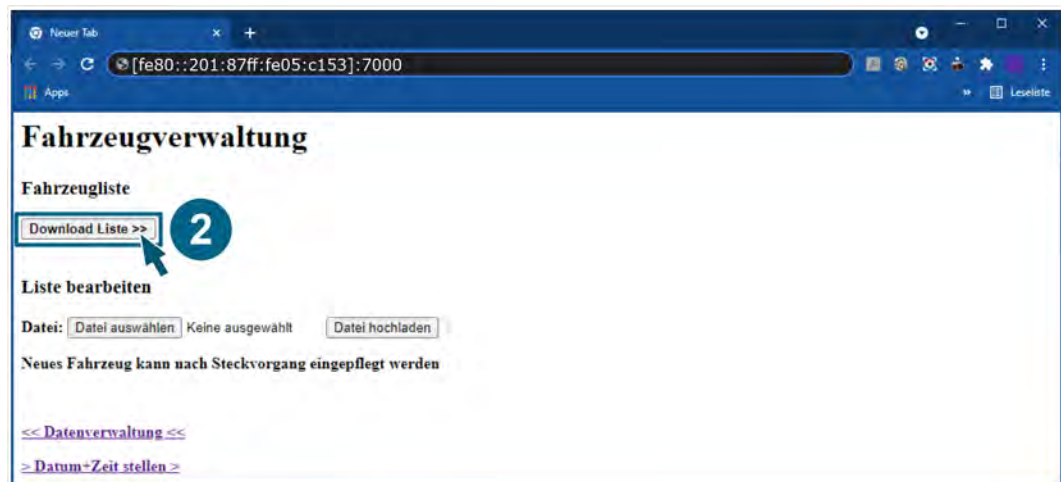 Neuer Tab
[fe80::201:87ff:fe05:c153]:7000
Apps
» Leseliste
Fahrzeugverwaltung
Fahrzeugliste
Download Liste >> 2
Liste bearbeiten
Datei: Datei auswählen Keine ausgewählt Datei hochladen
Neues Fahrzeug kann nach Steckvorgang eingepflegt werden
<< Datenverwaltung <<
> Datum+Zeit stellen >